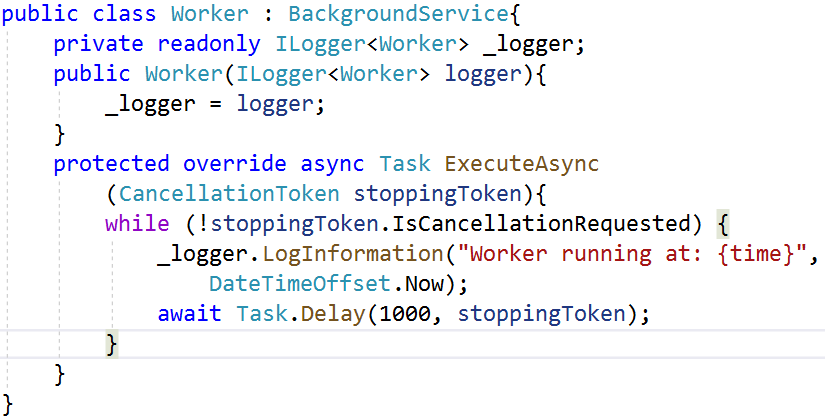 public class Worker : BackgroundService{
    private readonly ILogger<Worker> _logger;
    public Worker(ILogger<Worker> logger){
        _logger = logger;
    }
    protected override async Task ExecuteAsync
        (CancellationToken stoppingToken){
        while (!stoppingToken.IsCancellationRequested) {
            _logger.LogInformation("Worker running at: {time}",
                DateTimeOffset.Now);
            await Task.Delay(1000, stoppingToken);
        }
    }
}